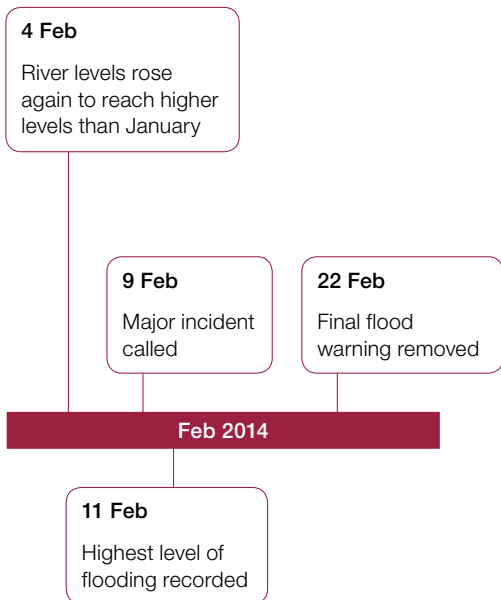 4 Feb
River levels rose
again to reach higher
levels than January
9 Feb
Major incident
called
22 Feb
Final flood
warning removed
Feb 2014
11 Feb
Highest level of
flooding recorded